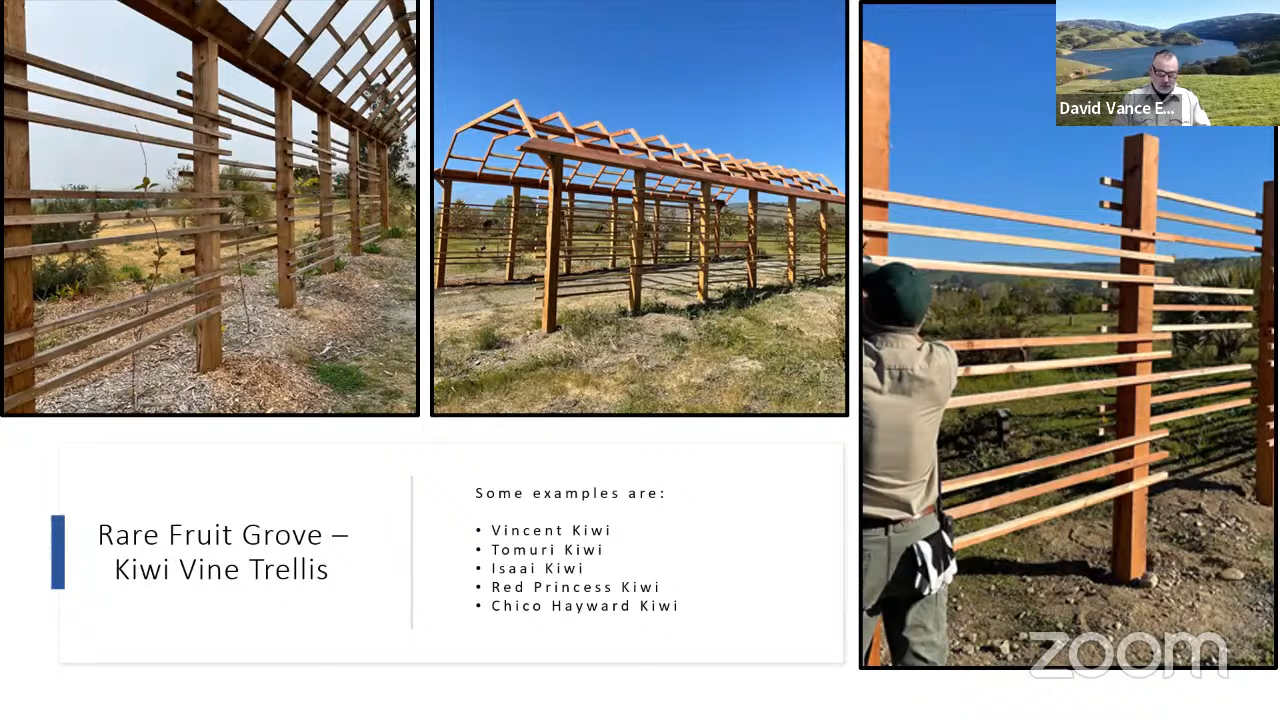 David Vance E...
Rare Fruit Grove –
Kiwi Vine Trellis
Some examples are:
• Vincent Kiwi
• Tomuri Kiwi
• Isaai Kiwi
• Red Princess Kiwi
• Chico Hayward Kiwi
zoom